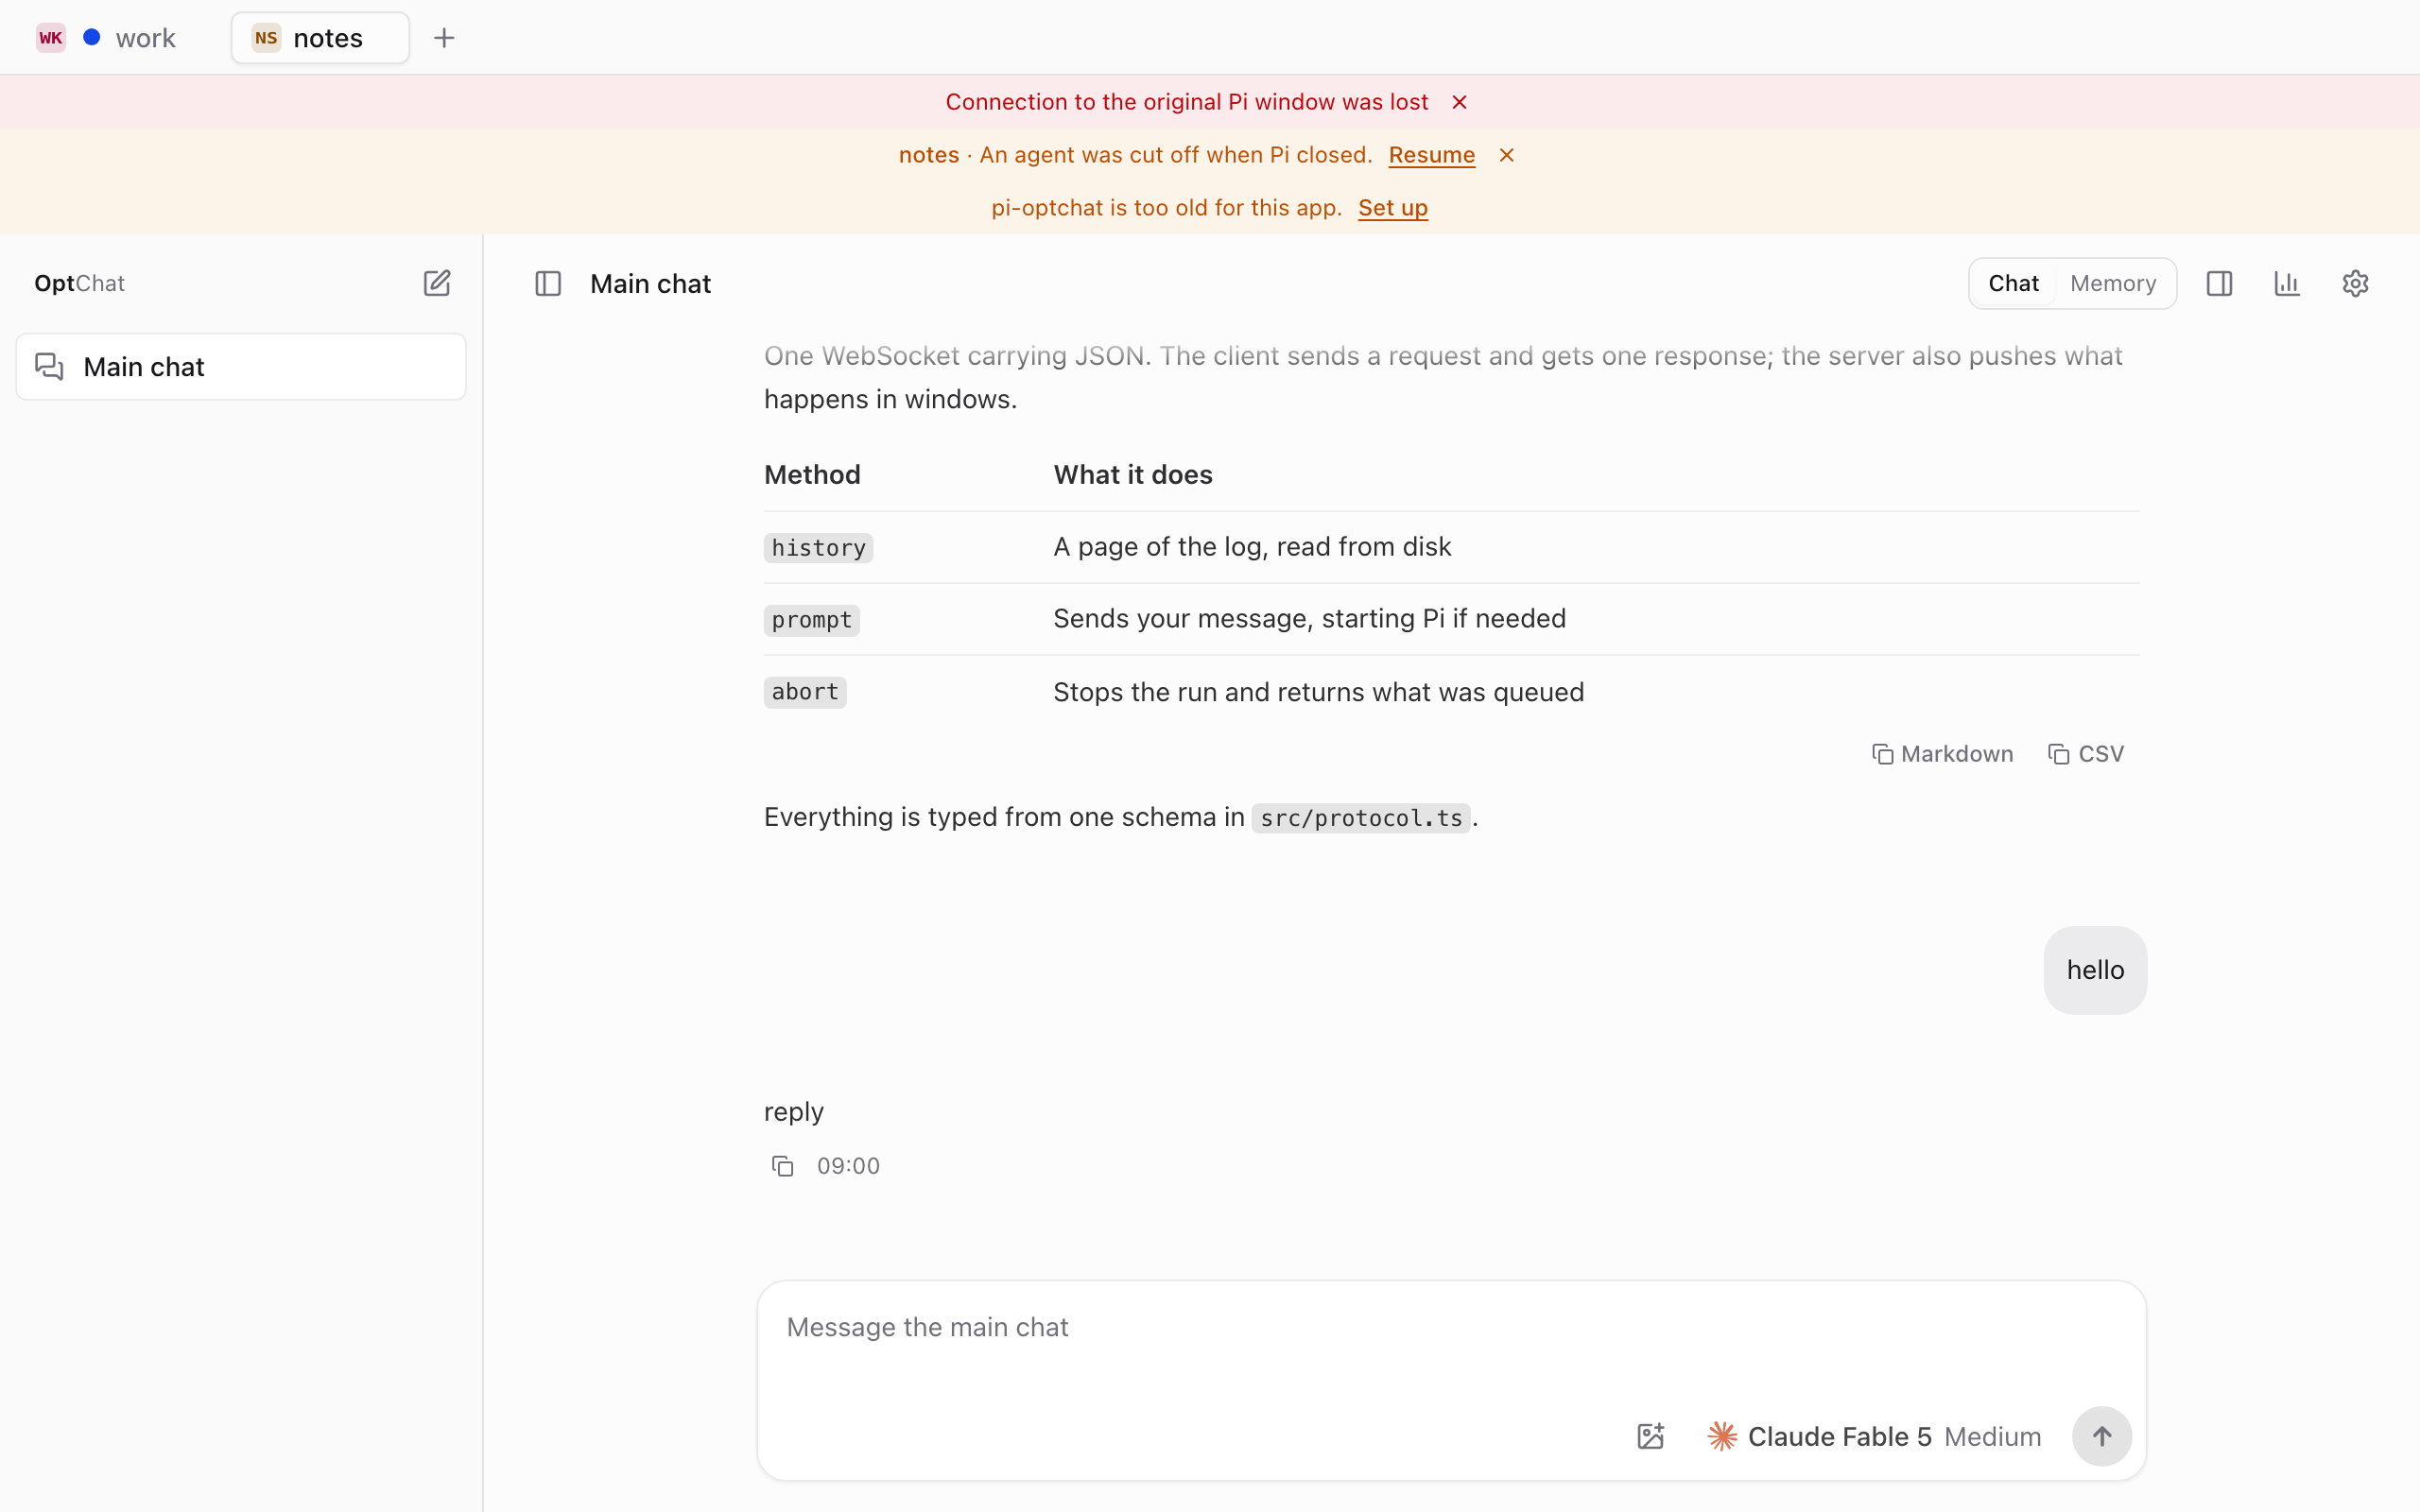 WK work NS notes
Connection to the original Pi window was lost
notes · An agent was cut off when Pi closed. Resume
pi-optchat is too old for this app. Set up
OptChat
Main chat
Main chat
Chat Memory
One WebSocket carrying JSON. The client sends a request and gets one response; the server also pushes what
happens in windows.
Method What it does
history A page of the log, read from disk
prompt Sends your message, starting Pi if needed
abort Stops the run and returns what was queued
Markdown CSV
Everything is typed from one schema in src/protocol.ts.
hello
reply
09:00
Message the main chat
Claude Fable 5 Medium